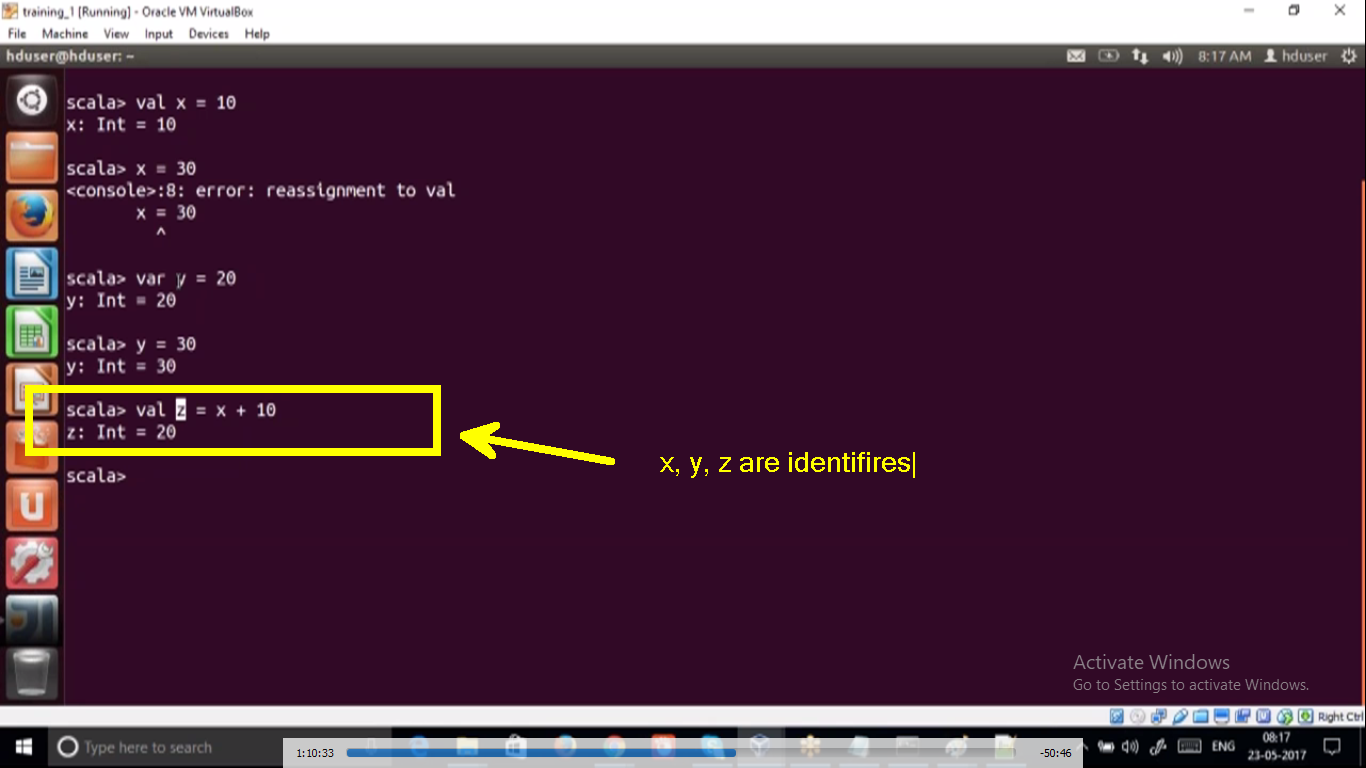 training_1 [Running] - Oracle VM VirtualBox
File Machine View Input Devices Help
hduser@hduser: ~
8:17 AM hduser
scala> val x = 10
x: Int = 10
scala> x = 30
<console>:8: error: reassignment to val
x = 30
^
scala> var y = 20
y: Int = 20
scala> y = 30
y: Int = 30
scala> val z = x + 10
z: Int = 20
x, y, z are identifires
scala>
Activate Windows
Go to Settings to activate Windows.
Right Ctrl
Type here to search
1:10:33
-50:46
ENG
08:17
23-05-2017